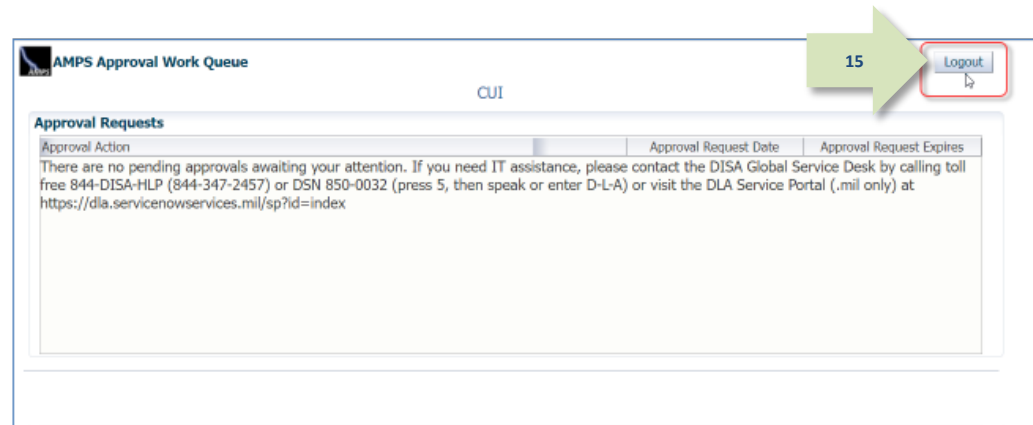 AMPS
AMPS Approval Work Queue
15
Logout
CUI
Approval Requests
Approval Action
Approval Request Date
Approval Request Expires
There are no pending approvals awaiting your attention. If you need IT assistance, please contact the DISA Global Service Desk by calling toll
free 844-DISA-HLP (844-347-2457) or DSN 850-0032 (press 5, then speak or enter D-L-A) or visit the DLA Service Portal (.mil only) at
https://dla.servicenowservices.mil/sp?id=index